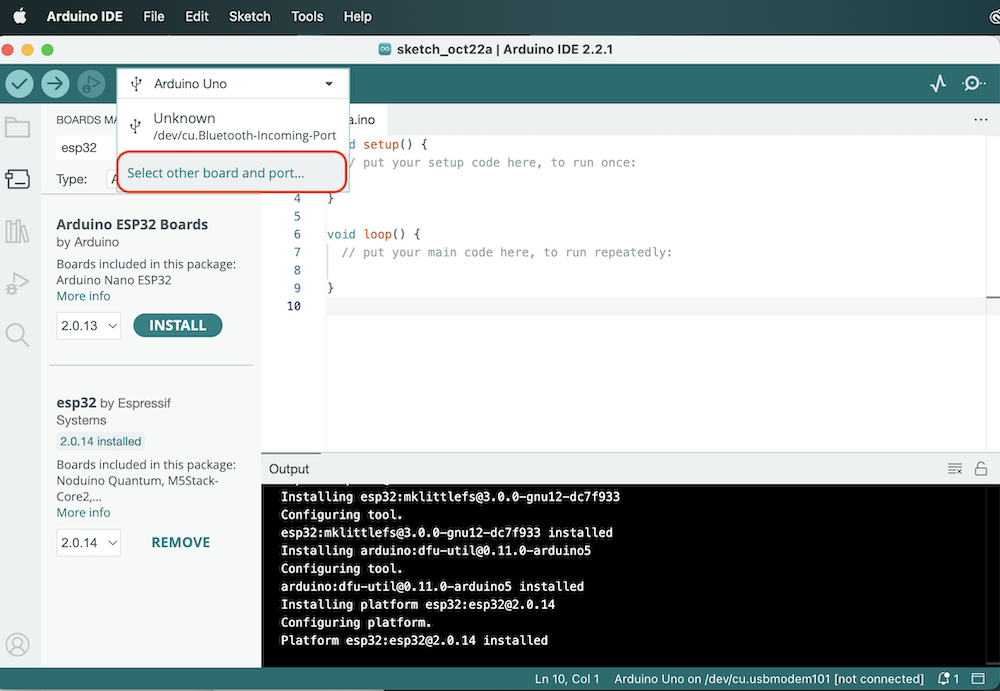 Arduino IDE File Edit Sketch Tools Help
sketch_oct22a | Arduino IDE 2.2.1
Arduino Uno
Unknown
/dev/cu.Bluetooth-Incoming-Port
Select other board and port...
BOARDS MA
esp32
Type: A
Arduino ESP32 Boards
by Arduino
Boards included in this package:
Arduino Nano ESP32
More info
2.0.13 INSTALL
esp32 by Espressif
Systems
2.0.14 installed
Boards included in this package:
Noduino Quantum, M5Stack-
Core2,...
More info
2.0.14 REMOVE
a.ino
d setup() {
/ put your setup code here, to run once:
4 }
5
6 void loop() {
7 // put your main code here, to run repeatedly:
8
9 }
10
Output
Installing esp32:mklittlefs@3.0.0-gnu12-dc7f933
Configuring tool.
esp32:mklittlefs@3.0.0-gnu12-dc7f933 installed
Installing arduino:dfu-util@0.11.0-arduino5
Configuring tool.
arduino:dfu-util@0.11.0-arduino5 installed
Installing platform esp32:esp32@2.0.14
Configuring platform.
Platform esp32:esp32@2.0.14 installed
Ln 10, Col 1 Arduino Uno on /dev/cu.usbmodem101 [not connected] 1